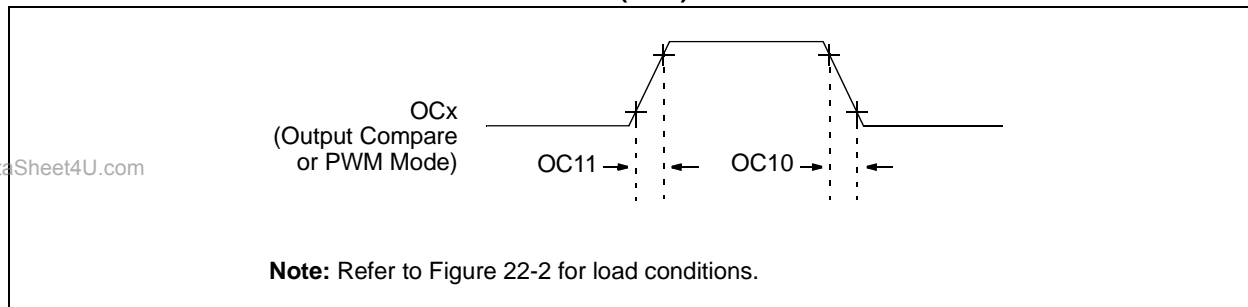 OCx
(Output Compare
or PWM Mode)
OC11
OC10
aSheet4U.com
Note: Refer to Figure 22-2 for load conditions.